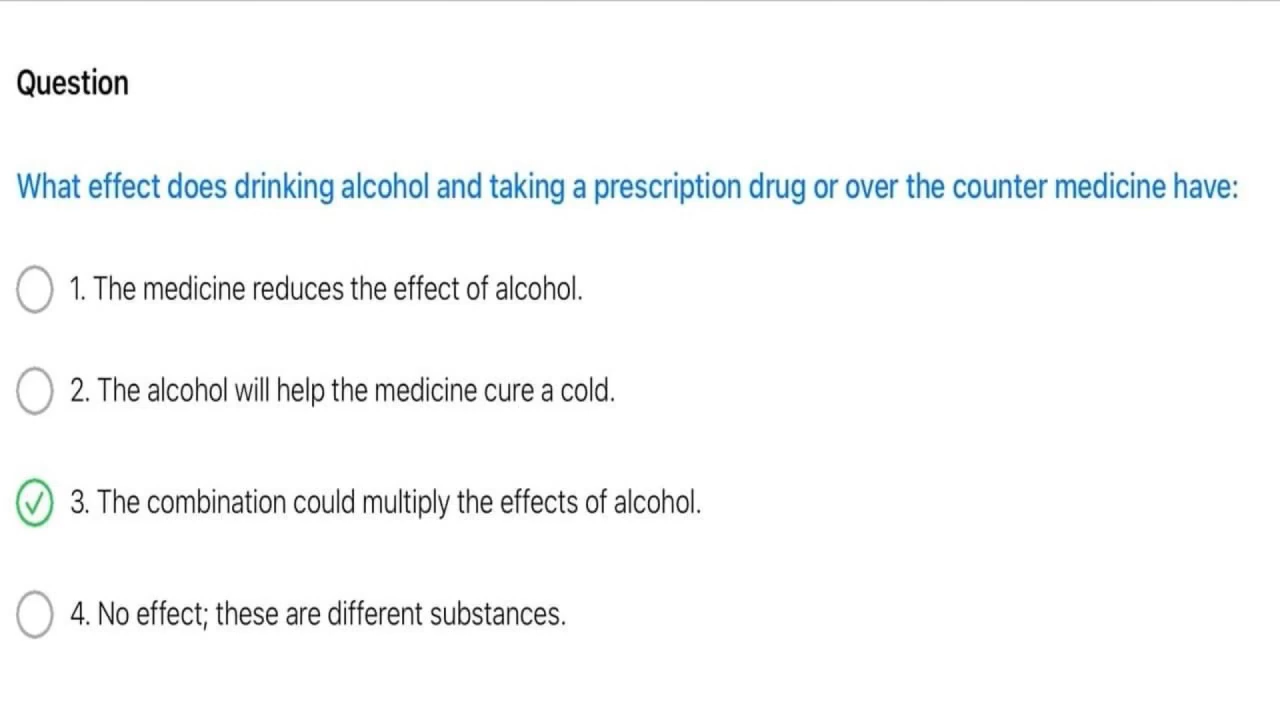 Question
What effect does drinking alcohol and taking a prescription drug or over the counter medicine have:
1. The medicine reduces the effect of alcohol.
2. The alcohol will help the medicine cure a cold.
3. The combination could multiply the effects of alcohol.
4. No effect; these are different substances.